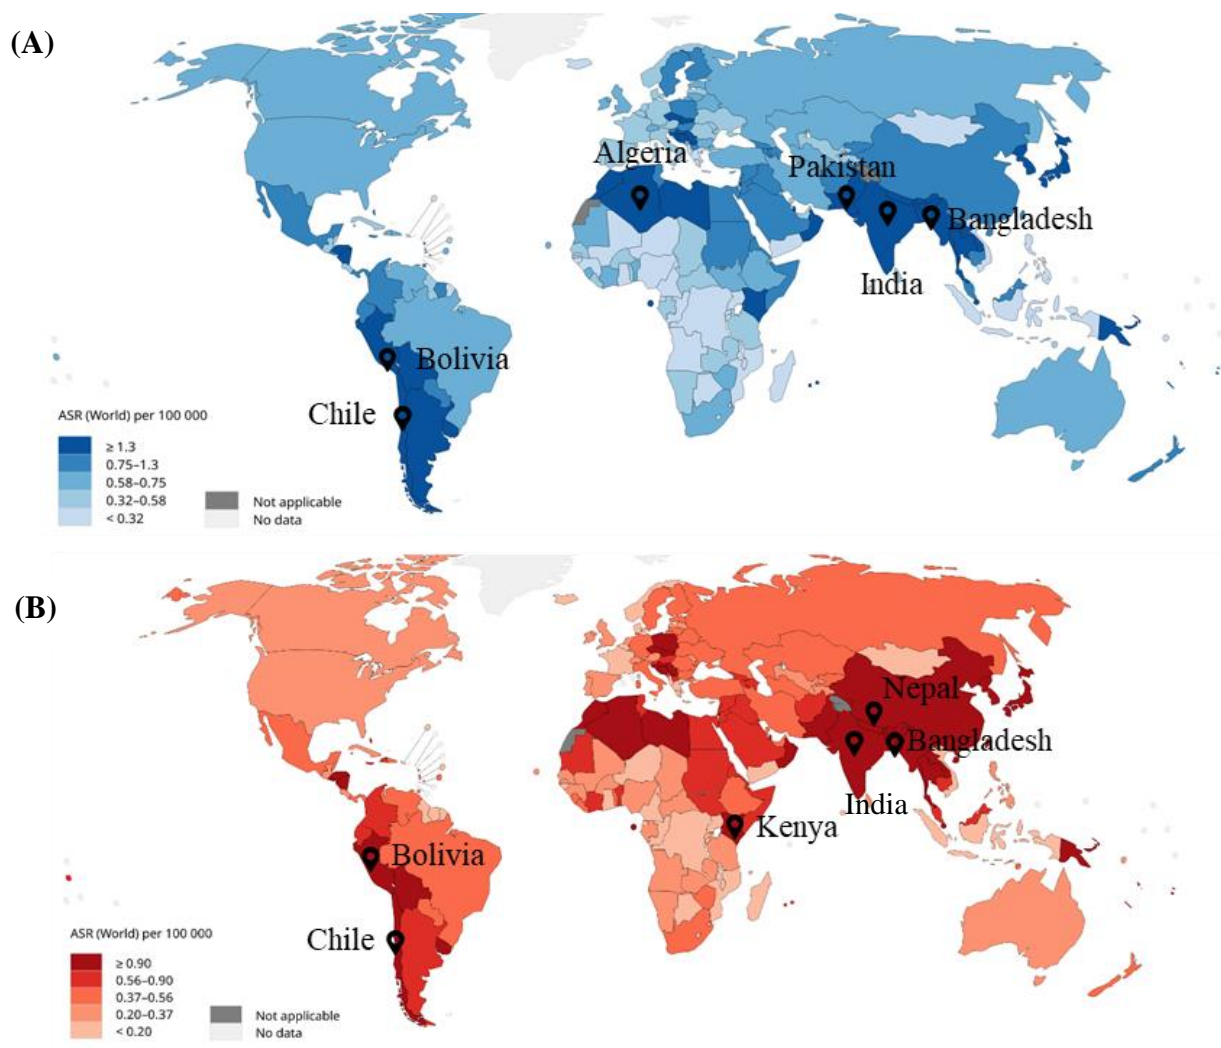 (A)
Algeria
Pakistan
Bangladesh
India
Bolivia
Chile
ASR (World) per 100 000
≥ 1.3
0.75–1.3
0.58–0.75
0.32–0.58
< 0.32
Not applicable
No data
(B)
Nepal
Bangladesh
India
Kenya
Bolivia
Chile
ASR (World) per 100 000
≥ 0.90
0.56–0.90
0.37–0.56
0.20–0.37
< 0.20
Not applicable
No data